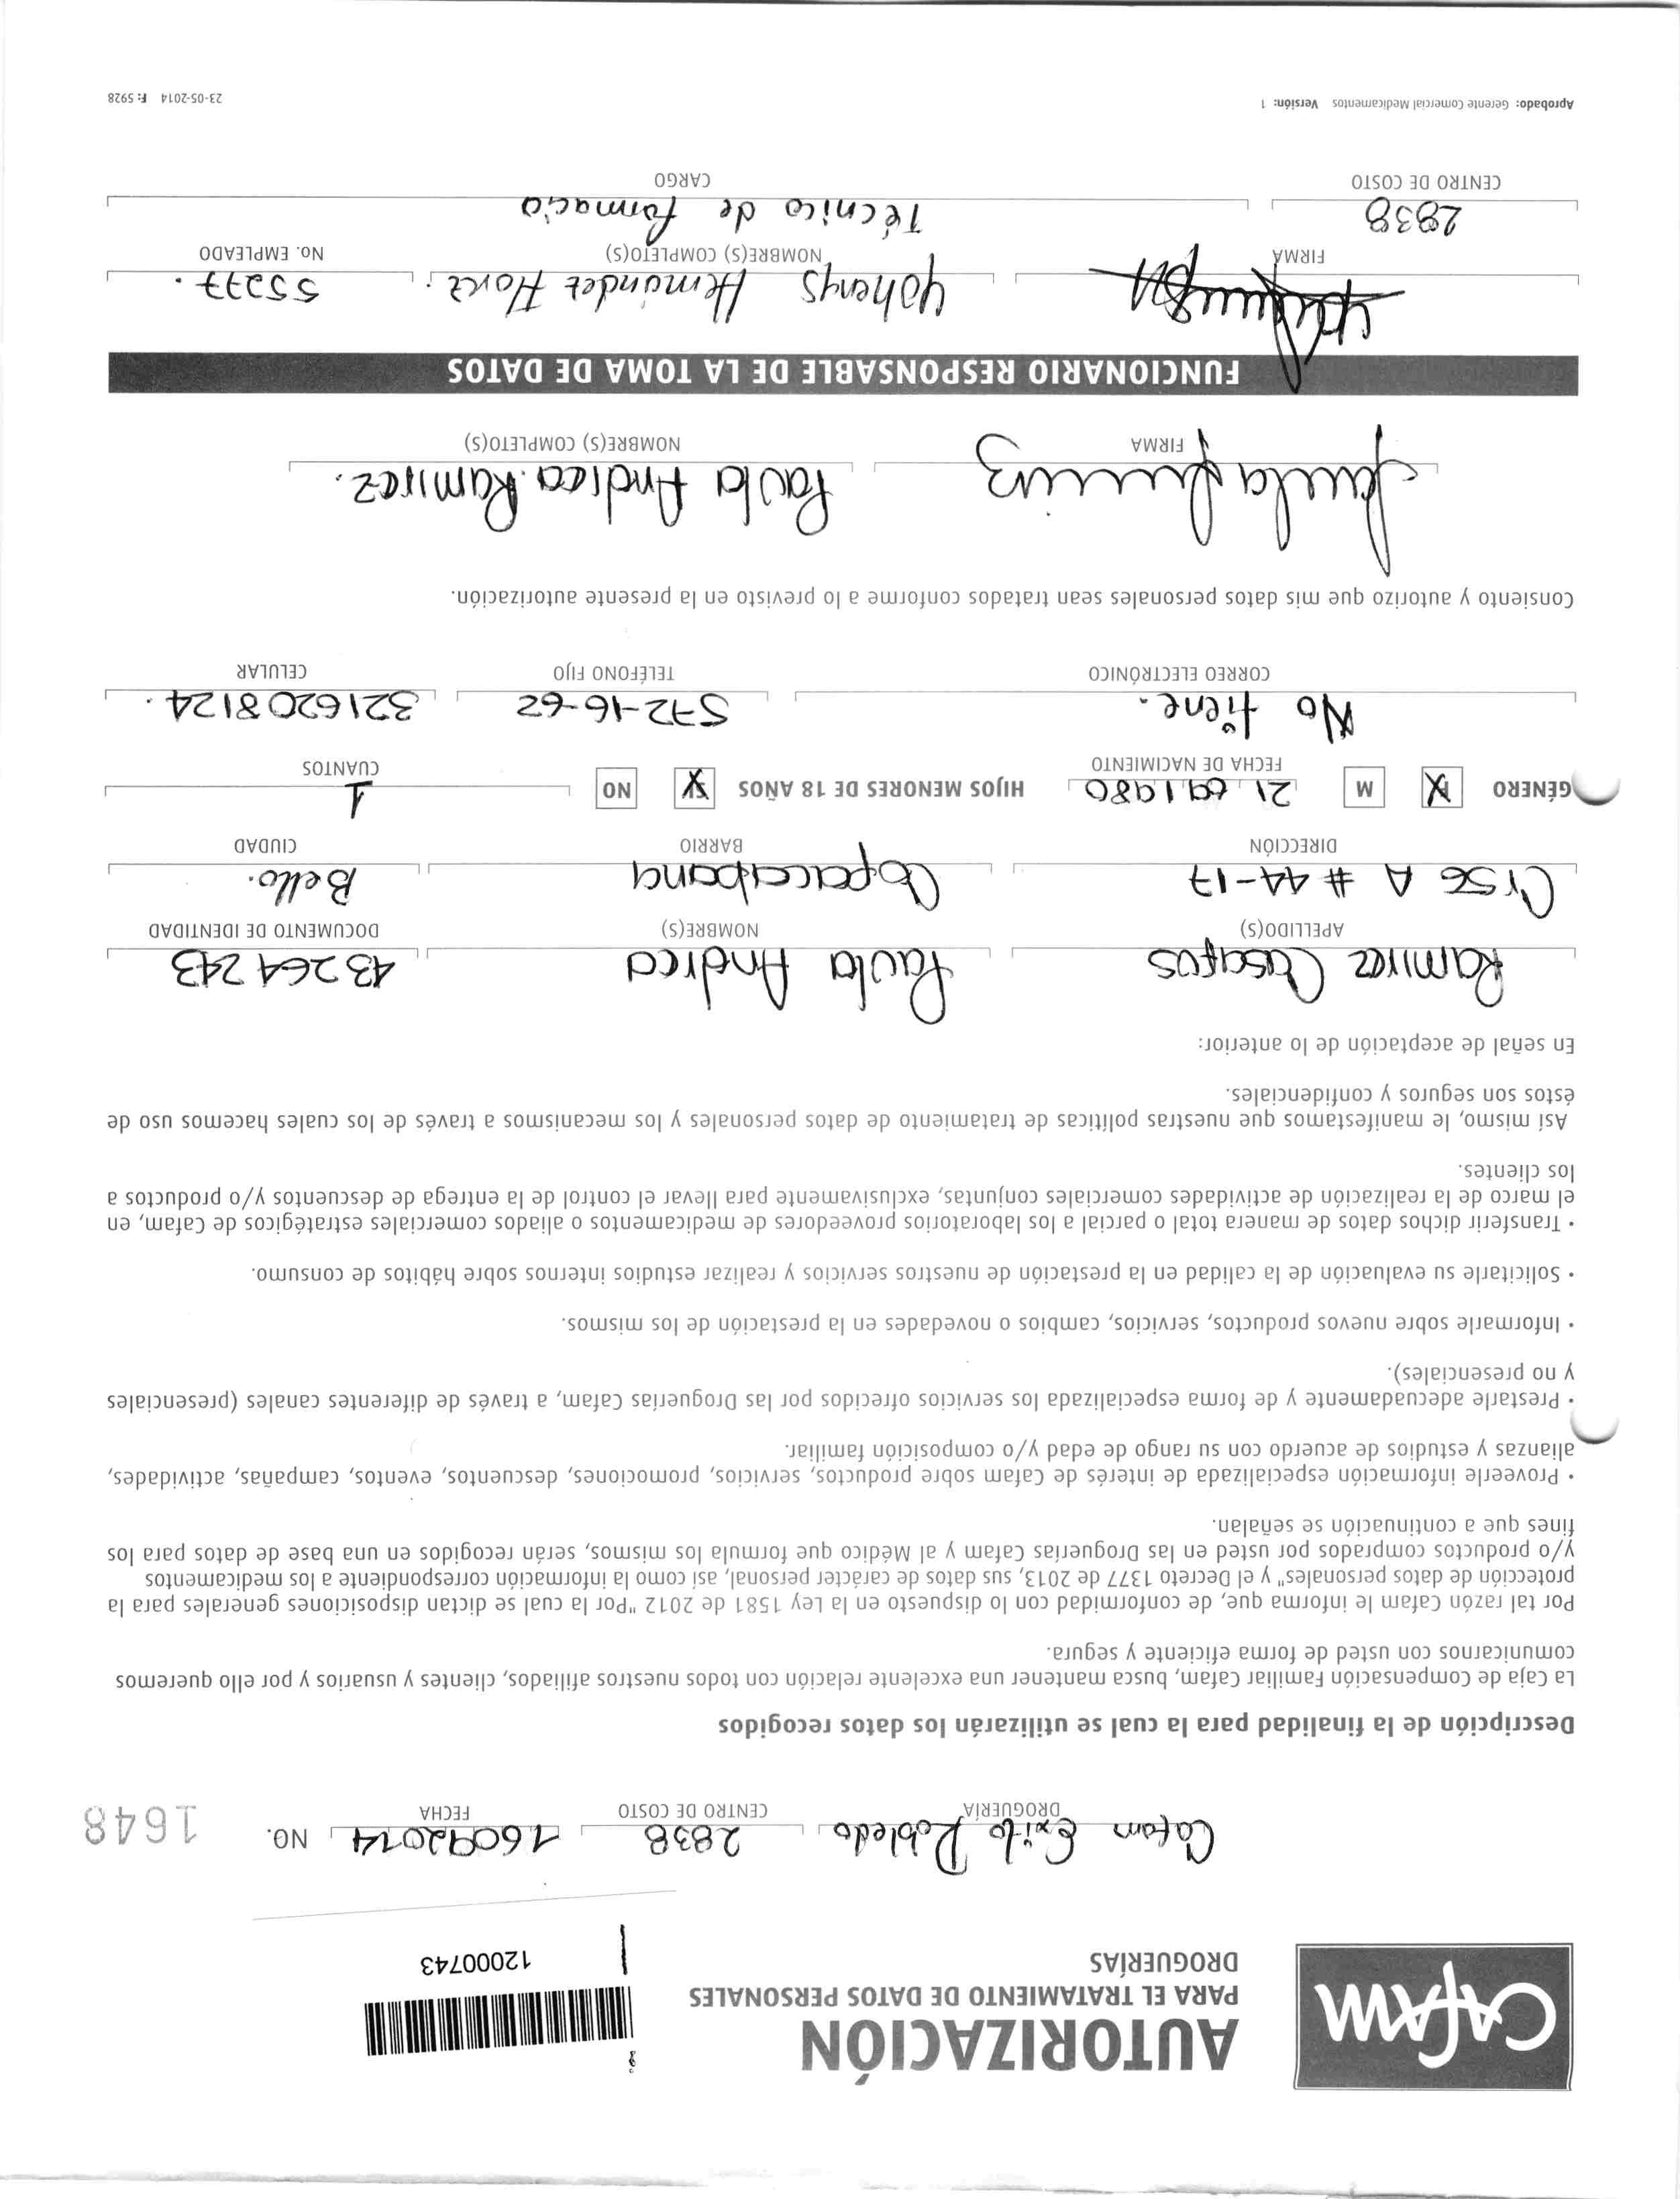 cafam
AUTORIZACIÓN
PARA EL TRATAMIENTO DE DATOS PERSONALES
DROGUERÍAS
12000743
Cafam Exito Robledo 2838 16092014 NO. 1648
DROGUERÍA CENTRO DE COSTO FECHA
Descripción de la finalidad para la cual se utilizarán los datos recogidos
La Caja de Compensación Familiar Cafam, busca mantener una excelente relación con todos nuestros afiliados, clientes y usuarios y por ello queremos
comunicarnos con usted de forma eficiente y segura.
Por tal razón Cafam le informa que, de conformidad con lo dispuesto en la Ley 1581 de 2012 "Por la cual se dictan disposiciones generales para la
protección de datos personales" y el Decreto 1377 de 2013, sus datos de carácter personal, así como la información correspondiente a los medicamentos
y/o productos comprados por usted en las Droguerías Cafam y al Médico que formula los mismos, serán recogidos en una base de datos para los
fines que a continuación se señalan.
• Proveerle información especializada de interés de Cafam sobre productos, servicios, promociones, descuentos, eventos, campañas, actividades,
alianzas y estudios de acuerdo con su rango de edad y/o composición familiar.
• Prestarle adecuadamente y de forma especializada los servicios ofrecidos por las Droguerías Cafam, a través de diferentes canales (presenciales
y no presenciales).
• Informarle sobre nuevos productos, servicios, cambios o novedades en la prestación de los mismos.
• Solicitarle su evaluación de la calidad en la prestación de nuestros servicios y realizar estudios internos sobre hábitos de consumo.
• Transferir dichos datos de manera total o parcial a los laboratorios proveedores de medicamentos o aliados comerciales estratégicos de Cafam, en
el marco de la realización de actividades comerciales conjuntas, exclusivamente para llevar el control de la entrega de descuentos y/o productos a
los clientes.
Así mismo, le manifestamos que nuestras políticas de tratamiento de datos personales y los mecanismos a través de los cuales hacemos uso de
éstos son seguros y confidenciales.
En señal de aceptación de lo anterior:
Ramirez Casafus Paula Andrea 43264243
APELLIDO(S) NOMBRE(S) DOCUMENTO DE IDENTIDAD
Cr 56 A # 44-17 Copacabana Bello.
DIRECCIÓN BARRIO CIUDAD
GÉNERO X M 21 09 1980 HIJOS MENORES DE 18 AÑOS X NO 1
FECHA DE NACIMIENTO CUANTOS
No tiene. 572-16-62 3216208124.
CORREO ELECTRÓNICO TELÉFONO FIJO CELULAR
Consiento y autorizo que mis datos personales sean tratados conforme a lo previsto en la presente autorización.
Paula Andrea Ramirez.
FIRMA NOMBRE(S) COMPLETO(S)
FUNCIONARIO RESPONSABLE DE LA TOMA DE DATOS
Yohenys Hernandez Florez. 55277.
FIRMA NOMBRE(S) COMPLETO(S) No. EMPLEADO
2838 Técnico de farmacia
CENTRO DE COSTO CARGO
Aprobado: Gerente Comercial Medicamentos Versión: 1 23-05-2014 F: 5928